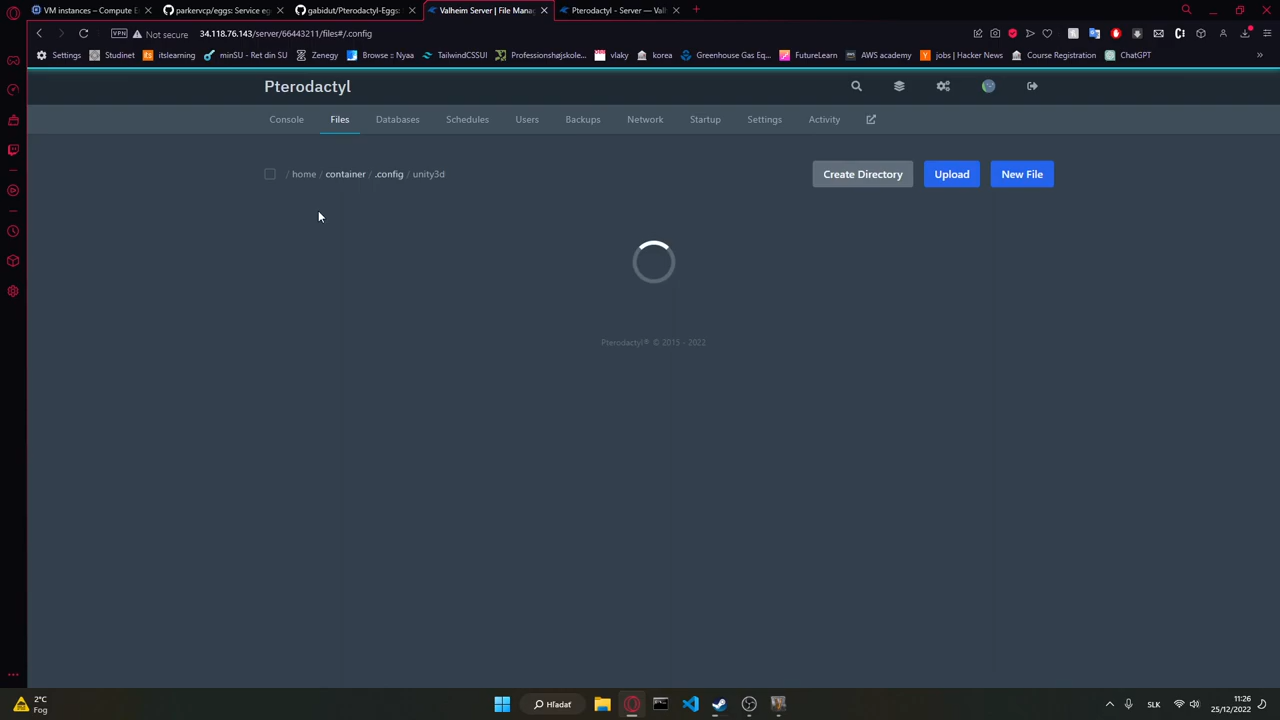 VM instances – Compute E
parkervcp/eggs: Service eg
gabidut/Pterodactyl-Eggs:
Valheim Server | File Mana
Pterodactyl - Server — Valh
VPN
Not secure
34.118.76.143/server/66443211/files#/.config
Settings
Studinet
itslearning
minSU - Ret din SU
Zenegy
Browse :: Nyaa
TailwindCSSUI
Professionshøjskole...
vlaky
korea
Greenhouse Gas Eq...
FutureLearn
AWS academy
jobs | Hacker News
Course Registration
ChatGPT
Pterodactyl
Console
Files
Databases
Schedules
Users
Backups
Network
Startup
Settings
Activity
/ home / container / .config / unity3d
Create Directory
Upload
New File
Pterodactyl® © 2015 - 2022
2°C
Fog
Hľadať
SLK
11:26
25/12/2022